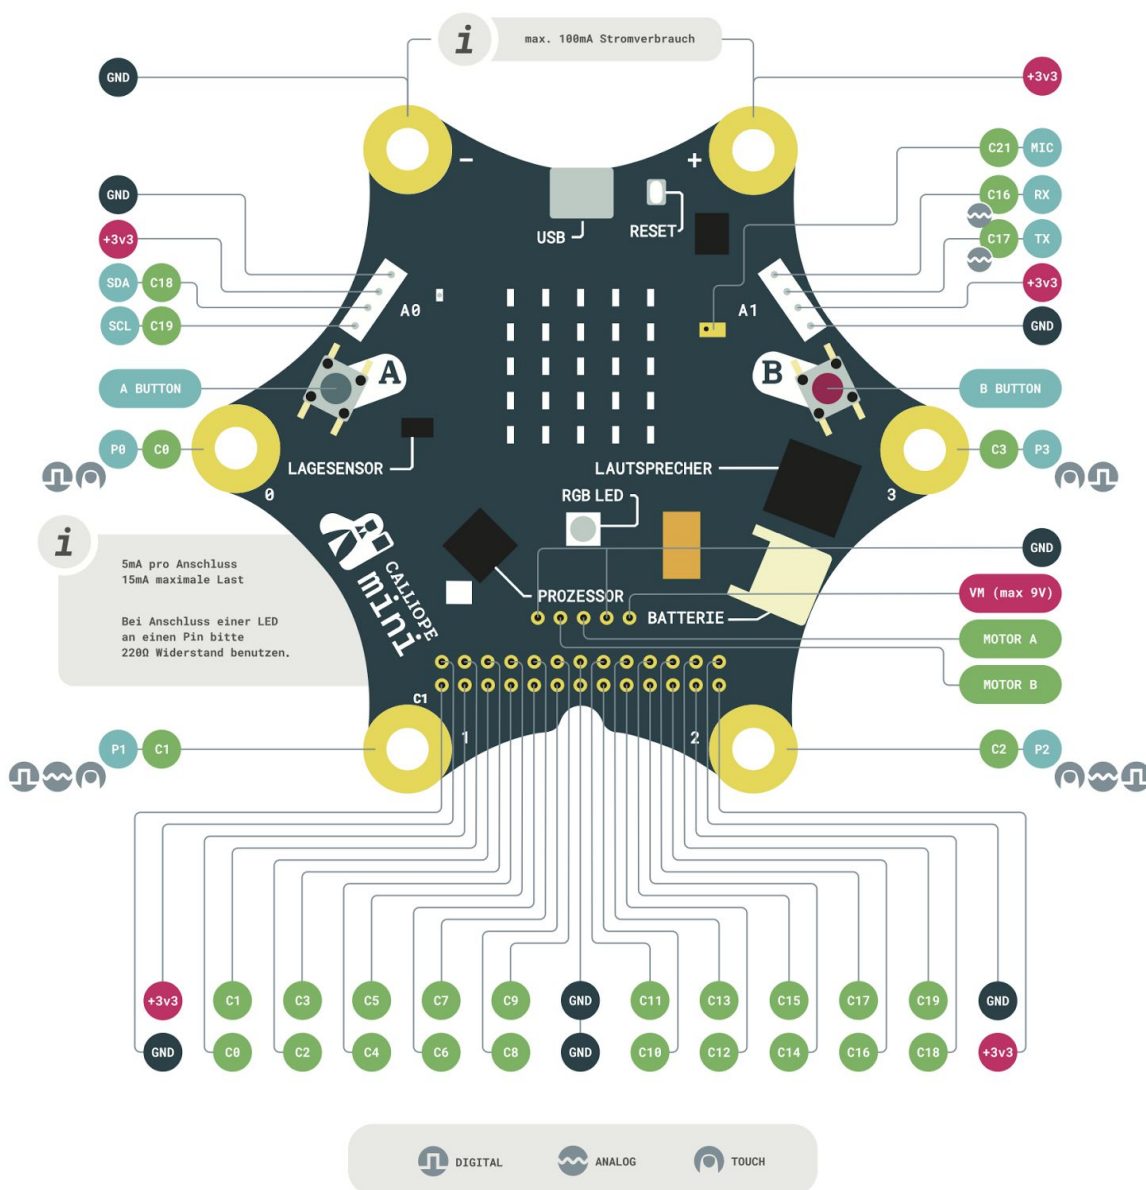 i max. 100mA Stromverbrauch
GND
+3v3
- +
C21 MIC
GND
C16 RX
+3v3
USB
RESET
C17 TX
SDA C18
+3v3
A0
A1
SCL C19
GND
A BUTTON
A
B
B BUTTON
P0 C0
C3 P3
LAGESENSOR
LAUTSPRECHER
0
3
RGB LED
i
5mA pro Anschluss
15mA maximale Last
Bei Anschluss einer LED
an einen Pin bitte
220Ω Widerstand benutzen.
CALLIOPE
mini
GND
PROZESSOR
VM (max 9V)
BATTERIE
MOTOR A
MOTOR B
C1
1
2
P1 C1
C2 P2
+3v3 C1 C3 C5 C7 C9 GND C11 C13 C15 C17 C19 GND
GND C0 C2 C4 C6 C8 GND C10 C12 C14 C16 C18 +3v3
DIGITAL ANALOG TOUCH